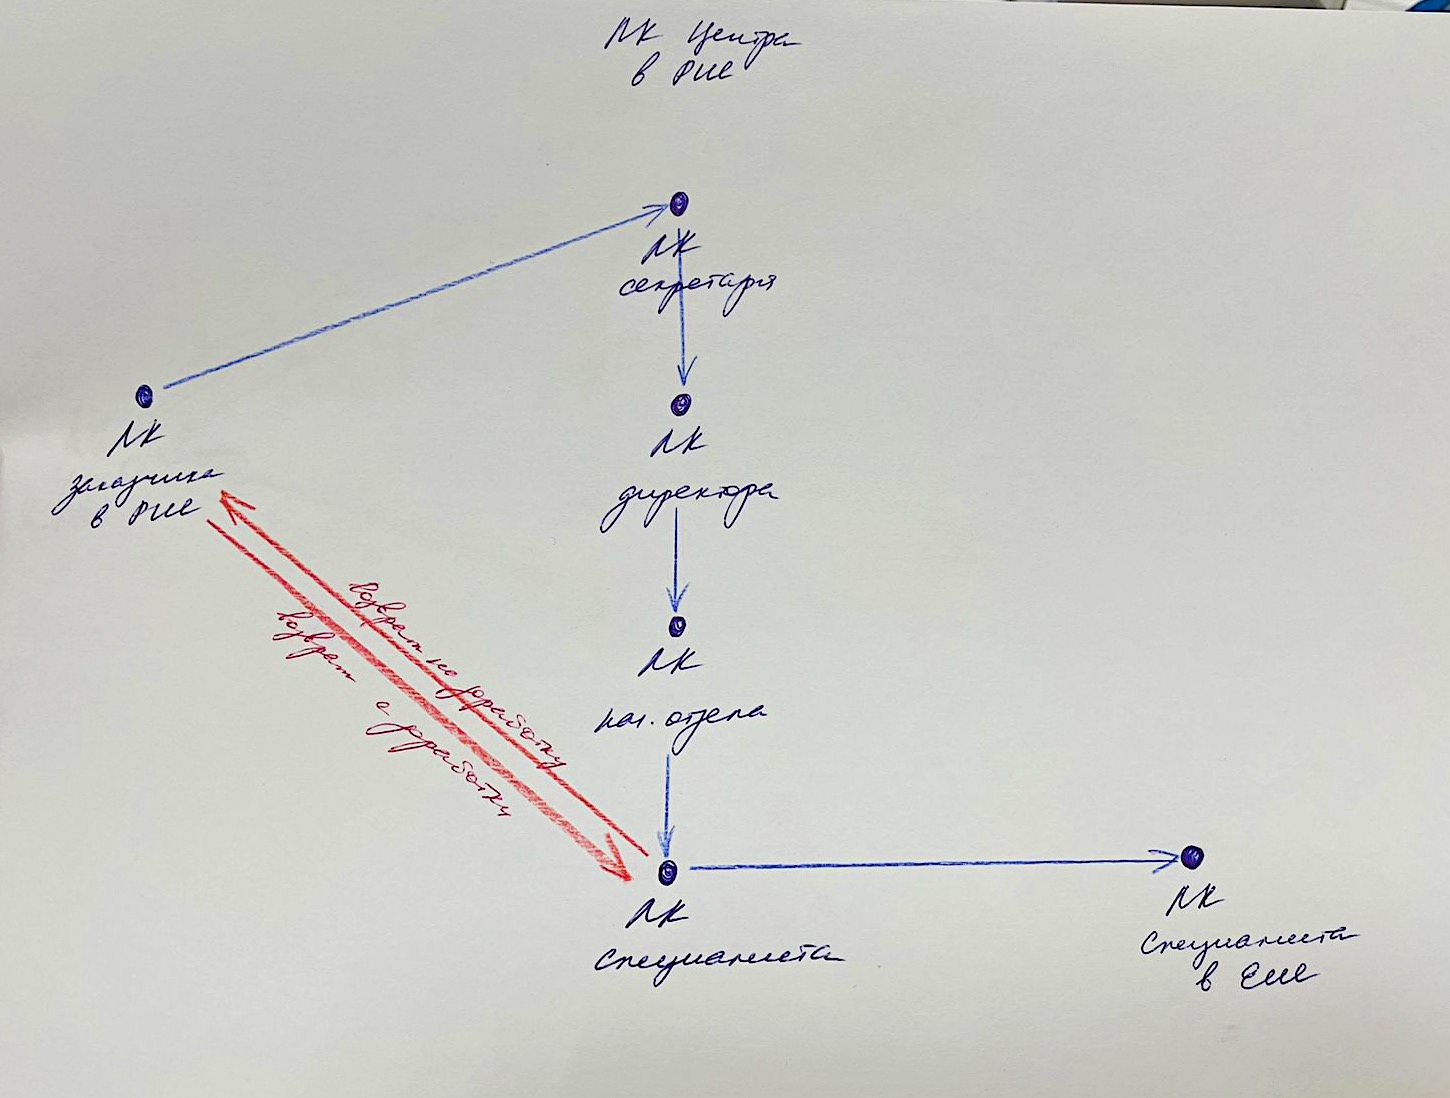 ЛК Центра
в РИС
ЛК
секретаря
ЛК
заказчика
в РИС
ЛК
директора
возврат на доработку
возврат с доработки
ЛК
нач. отдела
ЛК
специалиста
ЛК
специалиста
в ЕИС